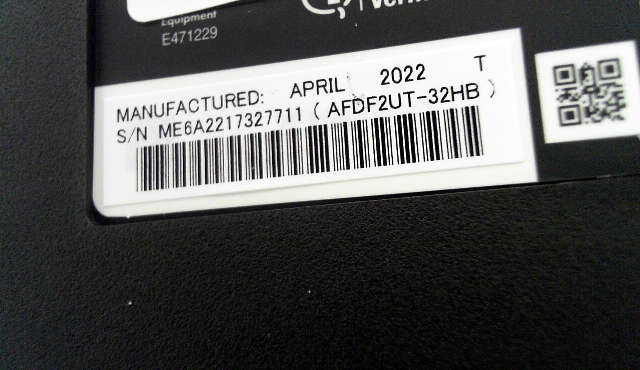 Equipment
E471229
MANUFACTURED: APRIL 2022 T
S/N ME6A2217327711 ( AFDF2UT-32HB )